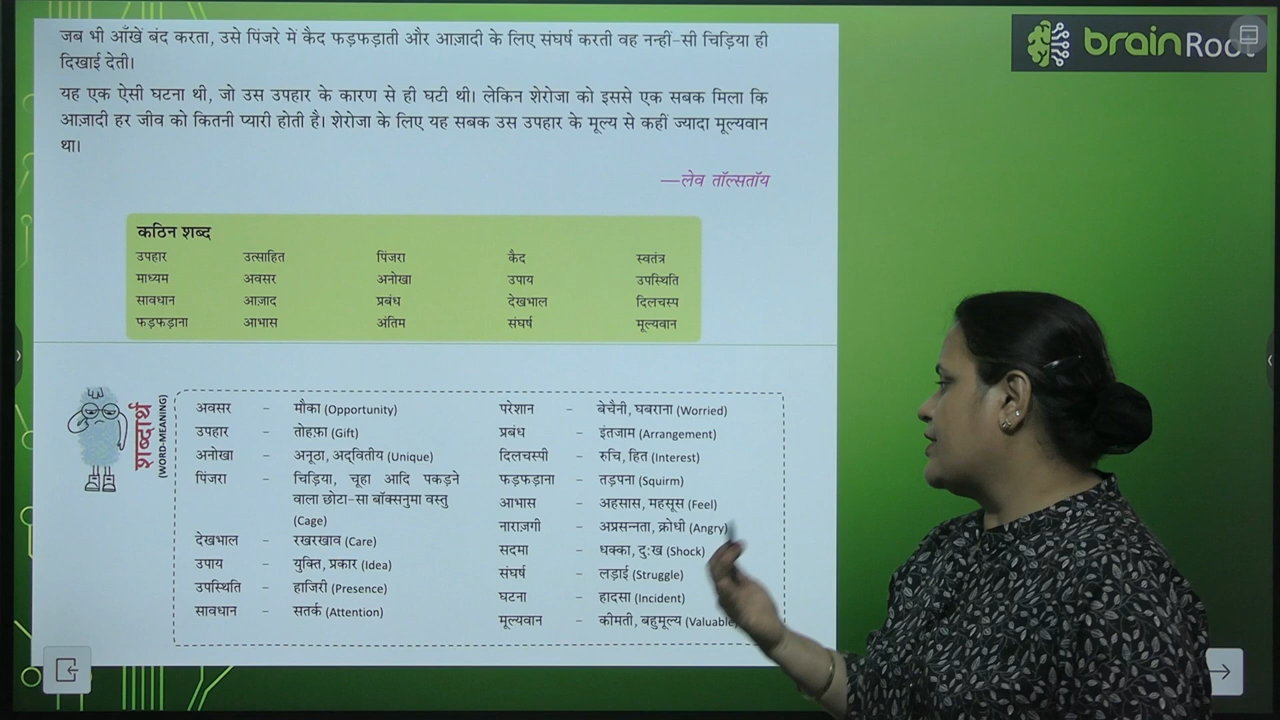 जब भी आँखें बंद करता, उसे पिंजरे में कैद फड़फड़ाती और आज़ादी के लिए संघर्ष करती वह नन्हीं-सी चिड़िया ही
दिखाई देती।
यह एक ऐसी घटना थी, जो उस उपहार के कारण से ही घटी थी। लेकिन शेरोजा को इससे एक सबक मिला कि
आज़ादी हर जीव को कितनी प्यारी होती है। शेरोजा के लिए यह सबक उस उपहार के मूल्य से कहीं ज्यादा मूल्यवान
था।
—लेव तॉल्सतॉय
brain Root
कठिन शब्द
उपहार उत्साहित पिंजरा कैद स्वतंत्र
माध्यम अवसर अनोखा उपाय उपस्थिति
सावधान आज़ाद प्रबंध देखभाल दिलचस्प
फड़फड़ाना आभास अंतिम संघर्ष मूल्यवान
शब्दार्थ
(WORD-MEANING)
अवसर – मौका (Opportunity)
उपहार – तोहफ़ा (Gift)
अनोखा – अनूठा, अद्‌वितीय (Unique)
पिंजरा – चिड़िया, चूहा आदि पकड़ने
वाला छोटा-सा बॉक्सनुमा वस्तु
(Cage)
देखभाल – रखरखाव (Care)
उपाय – युक्ति, प्रकार (Idea)
उपस्थिति – हाजिरी (Presence)
सावधान – सतर्क (Attention)
परेशान – बेचैनी, घबराना (Worried)
प्रबंध – इंतजाम (Arrangement)
दिलचस्पी – रुचि, हित (Interest)
फड़फड़ाना – तड़पना (Squirm)
आभास – अहसास, महसूस (Feel)
नाराज़गी – अप्रसन्नता, क्रोधी (Angry)
सदमा – धक्का, दुःख (Shock)
संघर्ष – लड़ाई (Struggle)
घटना – हादसा (Incident)
मूल्यवान – कीमती, बहुमूल्य (Valuable)